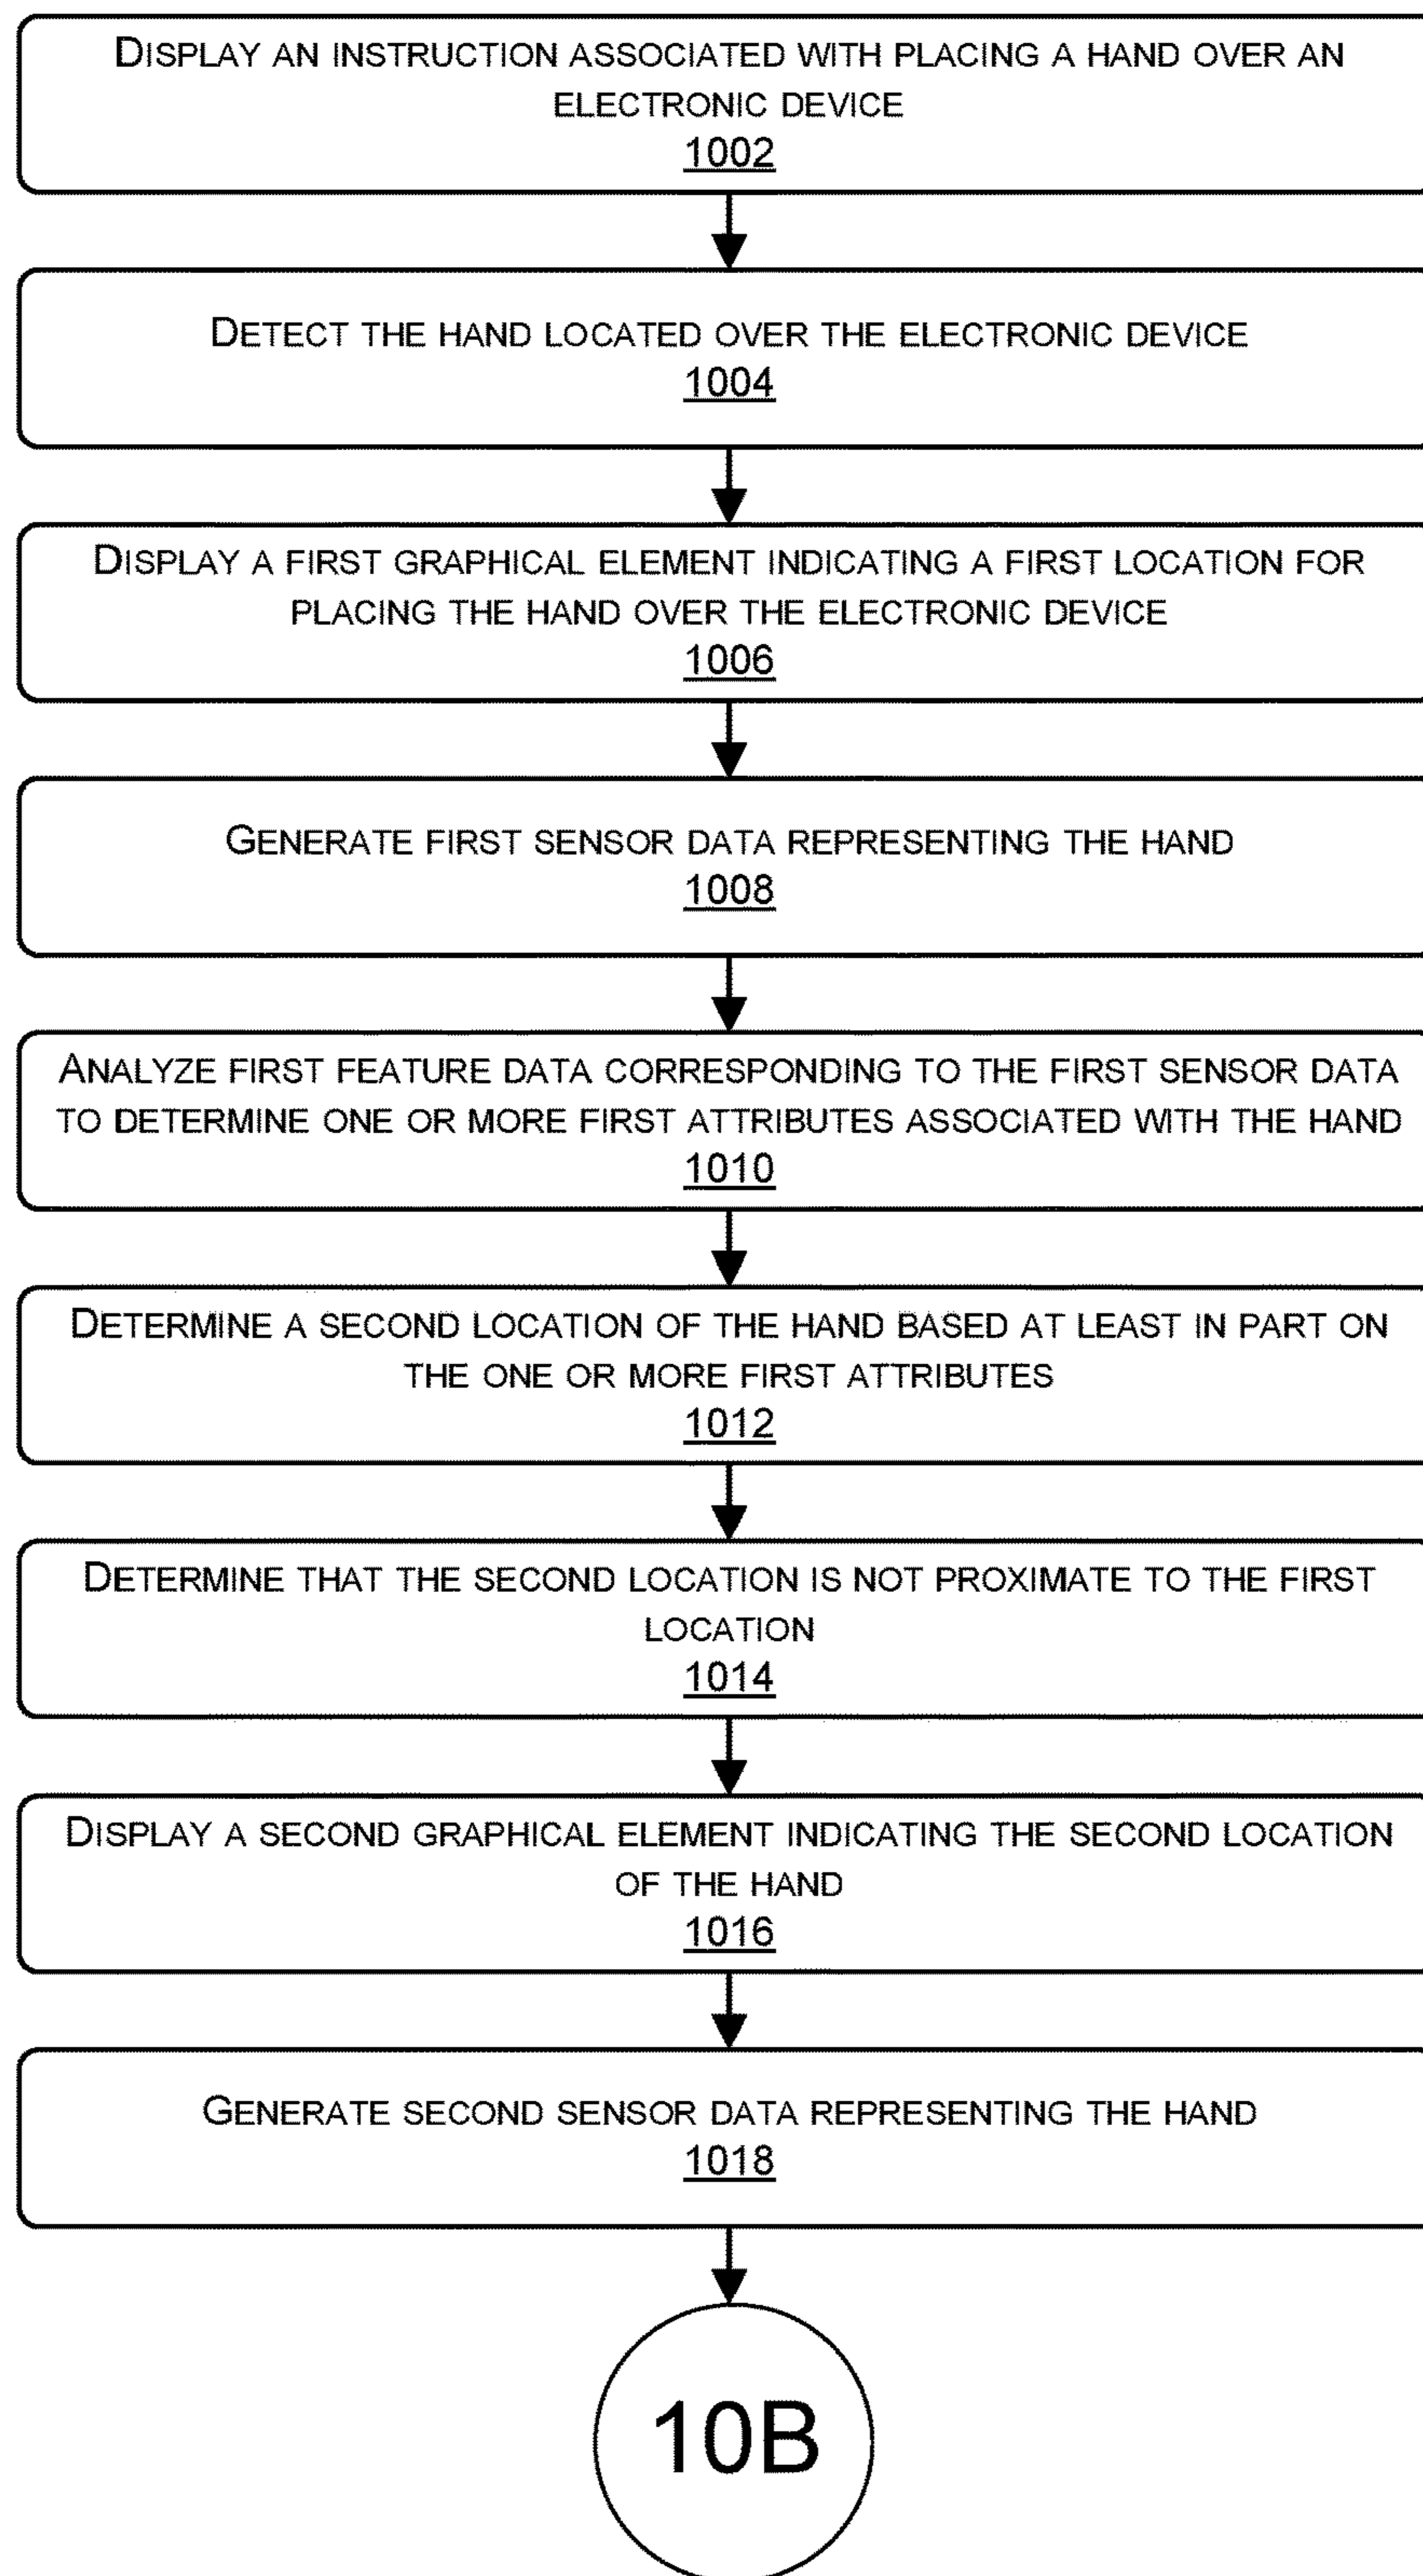 DISPLAY AN INSTRUCTION ASSOCIATED WITH PLACING A HAND OVER AN
ELECTRONIC DEVICE
1002
DETECT THE HAND LOCATED OVER THE ELECTRONIC DEVICE
1004
DISPLAY A FIRST GRAPHICAL ELEMENT INDICATING A FIRST LOCATION FOR
PLACING THE HAND OVER THE ELECTRONIC DEVICE
1006
GENERATE FIRST SENSOR DATA REPRESENTING THE HAND
1008
ANALYZE FIRST FEATURE DATA CORRESPONDING TO THE FIRST SENSOR DATA
TO DETERMINE ONE OR MORE FIRST ATTRIBUTES ASSOCIATED WITH THE HAND
1010
DETERMINE A SECOND LOCATION OF THE HAND BASED AT LEAST IN PART ON
THE ONE OR MORE FIRST ATTRIBUTES
1012
DETERMINE THAT THE SECOND LOCATION IS NOT PROXIMATE TO THE FIRST
LOCATION
1014
DISPLAY A SECOND GRAPHICAL ELEMENT INDICATING THE SECOND LOCATION
OF THE HAND
1016
GENERATE SECOND SENSOR DATA REPRESENTING THE HAND
1018
10B